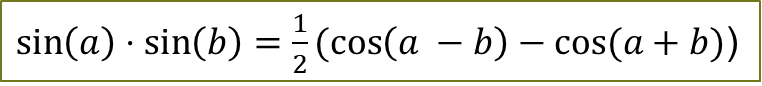 sin(a) · sin(b) = 1/2 (cos(a − b) − cos(a + b))